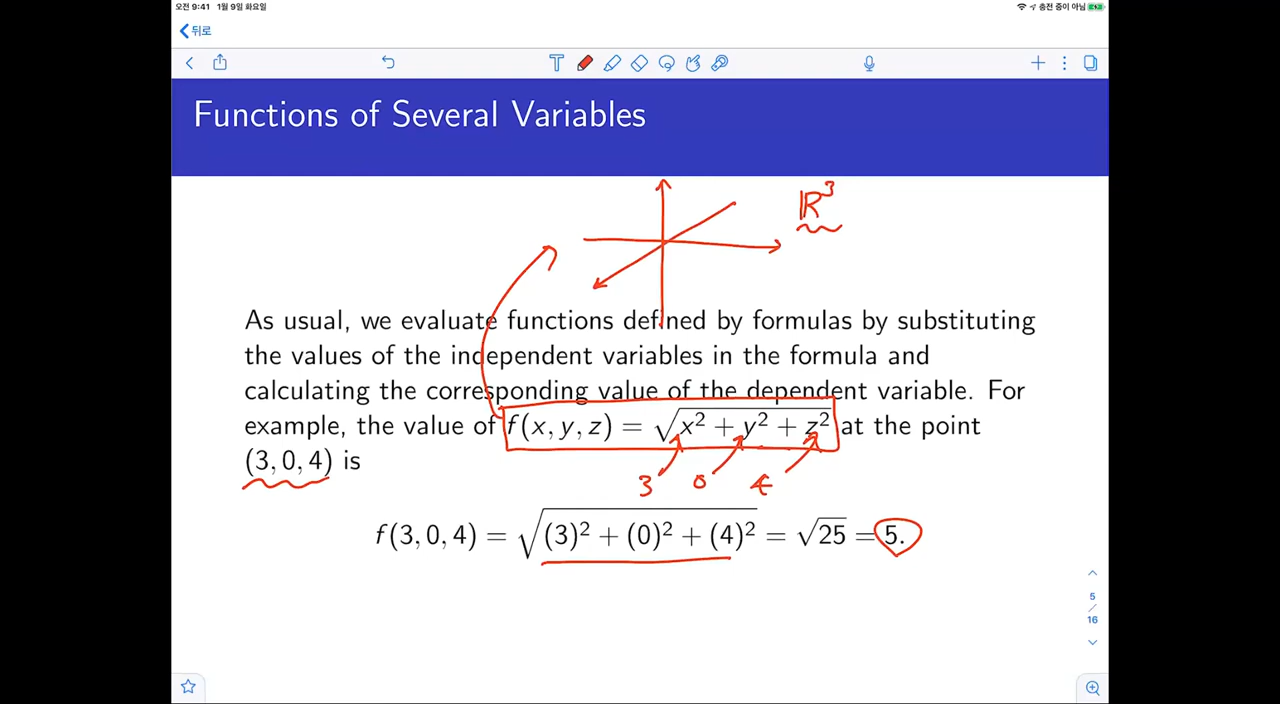 오전 9:41 1월 9일 화요일
충전 중이 아님
뒤로
Functions of Several Variables
ℝ³
As usual, we evaluate functions defined by formulas by substituting
the values of the independent variables in the formula and
calculating the corresponding value of the dependent variable. For
example, the value of f(x, y, z) = √(x² + y² + z²) at the point
(3, 0, 4) is
3 0 4
f(3, 0, 4) = √((3)² + (0)² + (4)²) = √25 = 5.
5
/
16